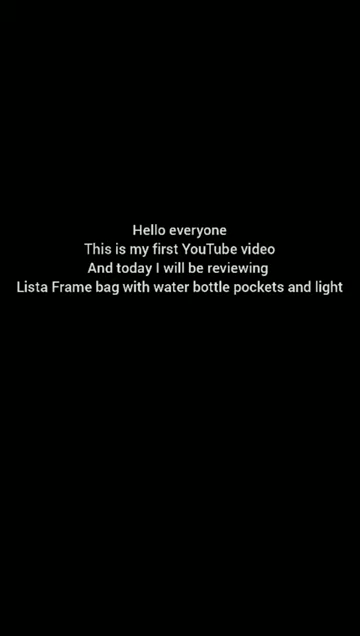 Hello everyone
This is my first YouTube video
And today I will be reviewing
Lista Frame bag with water bottle pockets and light